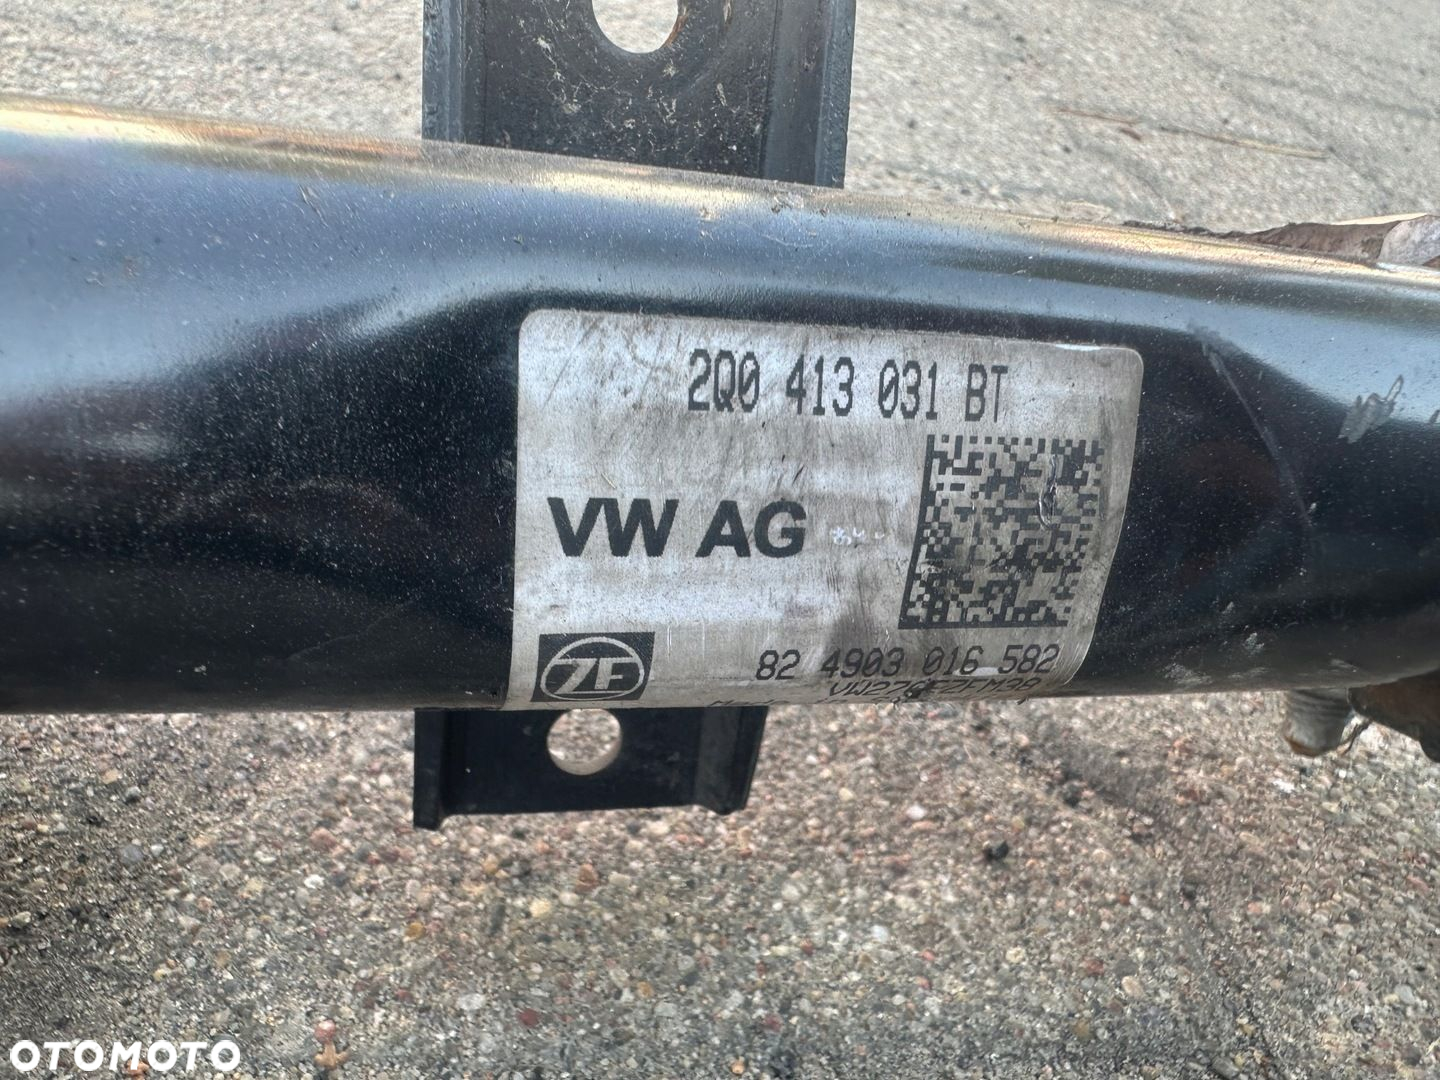 2Q0 413 031 BT
VW AG
ZF
82 4903 016 582
OTOMOTO